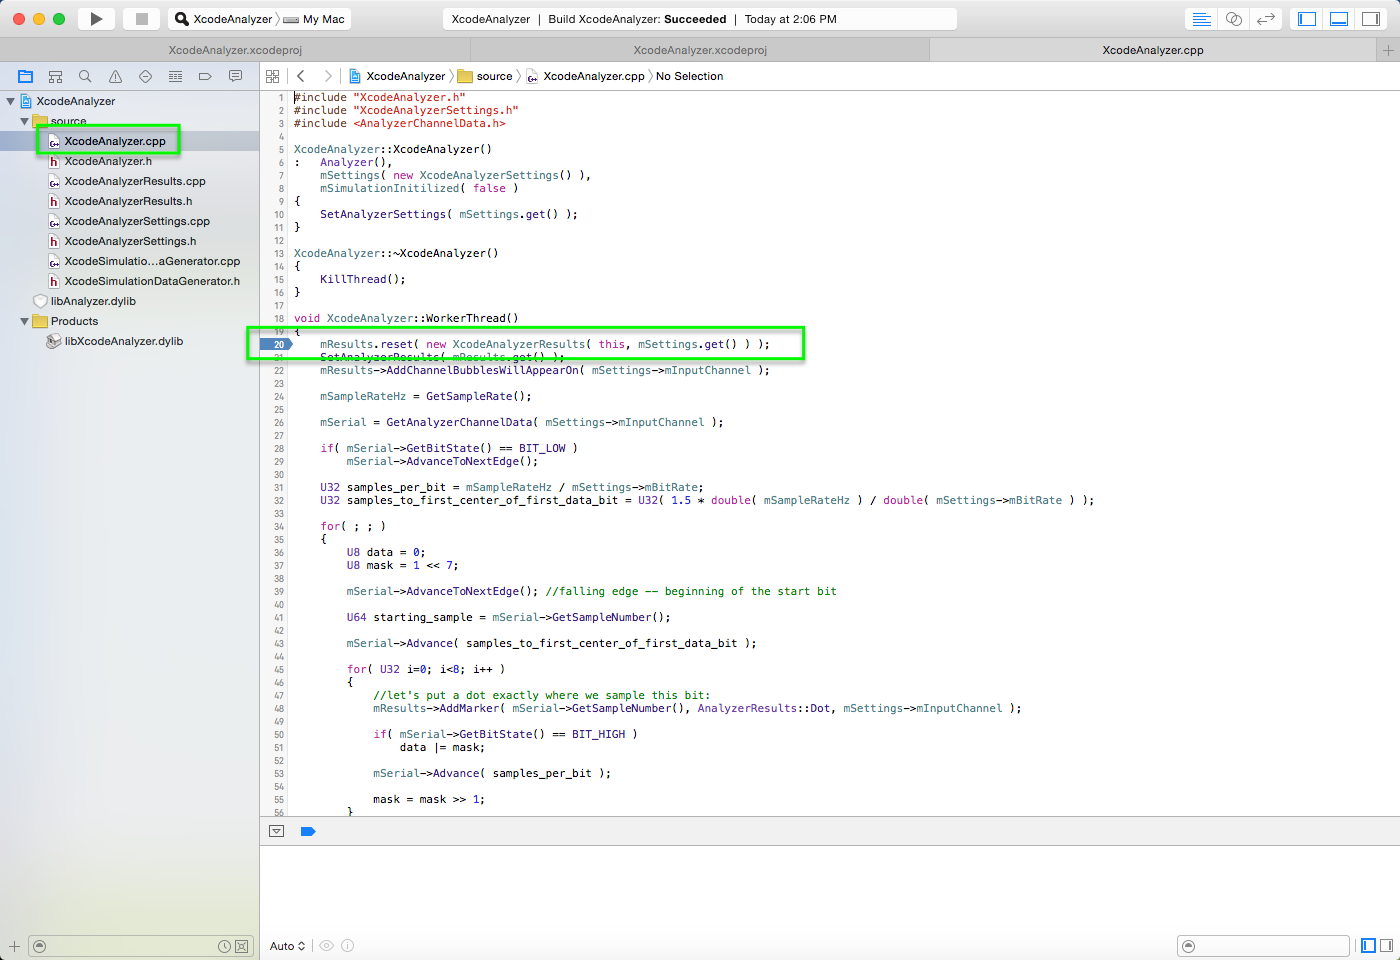 XcodeAnalyzer My Mac
XcodeAnalyzer | Build XcodeAnalyzer: Succeeded | Today at 2:06 PM
XcodeAnalyzer.xcodeproj
XcodeAnalyzer.xcodeproj
XcodeAnalyzer.cpp
XcodeAnalyzer source XcodeAnalyzer.cpp No Selection
XcodeAnalyzer
source
XcodeAnalyzer.cpp
XcodeAnalyzer.h
XcodeAnalyzerResults.cpp
XcodeAnalyzerResults.h
XcodeAnalyzerSettings.cpp
XcodeAnalyzerSettings.h
XcodeSimulatio...aGenerator.cpp
XcodeSimulationDataGenerator.h
libAnalyzer.dylib
Products
libXcodeAnalyzer.dylib
1 #include "XcodeAnalyzer.h"
2 #include "XcodeAnalyzerSettings.h"
3 #include <AnalyzerChannelData.h>
4
5 XcodeAnalyzer::XcodeAnalyzer()
6 :   Analyzer(),
7     mSettings( new XcodeAnalyzerSettings() ),
8     mSimulationInitilized( false )
9 {
10     SetAnalyzerSettings( mSettings.get() );
11 }
12
13 XcodeAnalyzer::~XcodeAnalyzer()
14 {
15     KillThread();
16 }
17
18 void XcodeAnalyzer::WorkerThread()
19 {
20     mResults.reset( new XcodeAnalyzerResults( this, mSettings.get() ) );
21     SetAnalyzerResults( mResults.get() );
22     mResults->AddChannelBubblesWillAppearOn( mSettings->mInputChannel );
23
24     mSampleRateHz = GetSampleRate();
25
26     mSerial = GetAnalyzerChannelData( mSettings->mInputChannel );
27
28     if( mSerial->GetBitState() == BIT_LOW )
29         mSerial->AdvanceToNextEdge();
30
31     U32 samples_per_bit = mSampleRateHz / mSettings->mBitRate;
32     U32 samples_to_first_center_of_first_data_bit = U32( 1.5 * double( mSampleRateHz ) / double( mSettings->mBitRate ) );
33
34     for( ; ; )
35     {
36         U8 data = 0;
37         U8 mask = 1 << 7;
38
39         mSerial->AdvanceToNextEdge(); //falling edge -- beginning of the start bit
40
41         U64 starting_sample = mSerial->GetSampleNumber();
42
43         mSerial->Advance( samples_to_first_center_of_first_data_bit );
44
45         for( U32 i=0; i<8; i++ )
46         {
47             //let's put a dot exactly where we sample this bit:
48             mResults->AddMarker( mSerial->GetSampleNumber(), AnalyzerResults::Dot, mSettings->mInputChannel );
49
50             if( mSerial->GetBitState() == BIT_HIGH )
51                 data |= mask;
52
53             mSerial->Advance( samples_per_bit );
54
55             mask = mask >> 1;
56         }
Auto